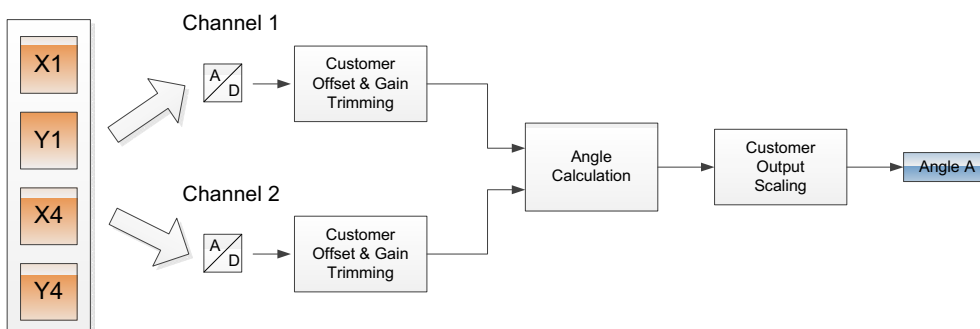 Channel 1
X1
Y1
X4
Y4
A
D
Customer
Offset & Gain
Trimming
Channel 2
A
D
Customer
Offset & Gain
Trimming
Angle
Calculation
Customer
Output
Scaling
Angle A